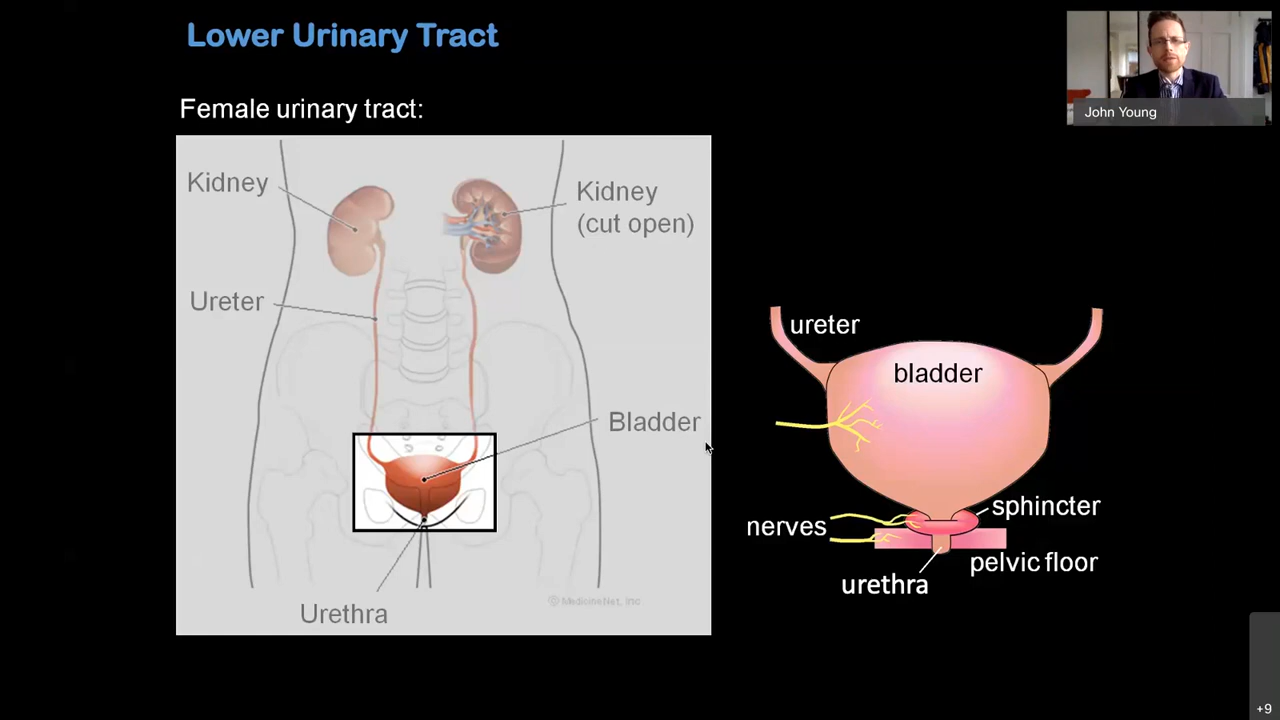 Lower Urinary Tract
John Young
Female urinary tract:
Kidney
Kidney
(cut open)
Ureter
Bladder
Urethra
© MedicineNet, Inc
ureter
bladder
sphincter
nerves
pelvic floor
urethra
+9